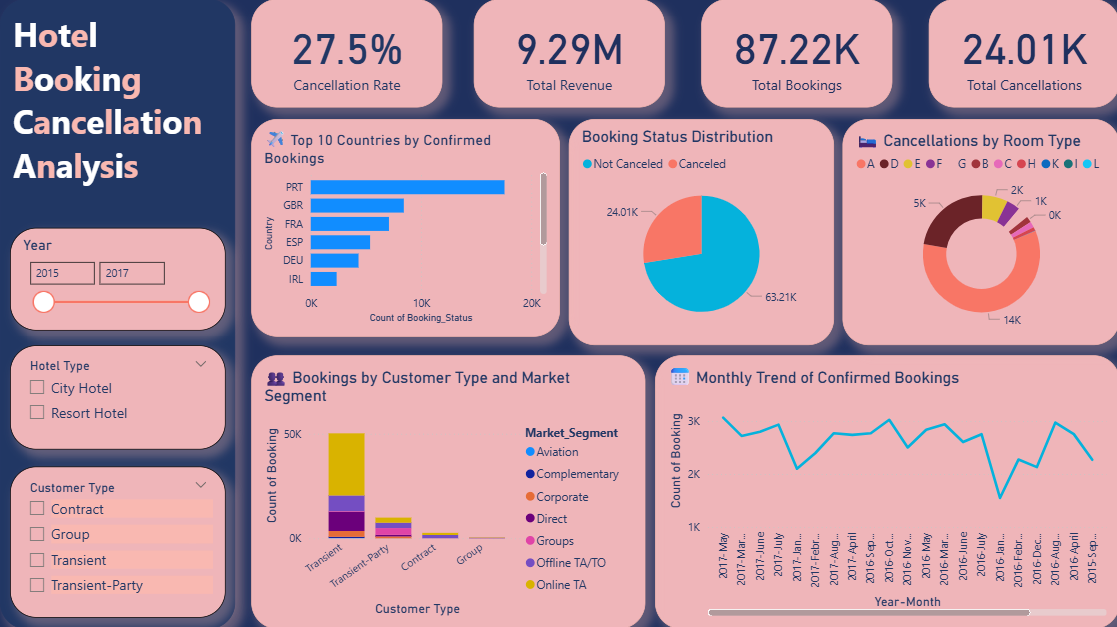 Hotel
Booking
Cancellation
Analysis
27.5%
Cancellation Rate
9.29M
Total Revenue
87.22K
Total Bookings
24.01K
Total Cancellations
Year
2015
2017
Hotel Type
City Hotel
Resort Hotel
Customer Type
Contract
Group
Transient
Transient-Party
Top 10 Countries by Confirmed
Bookings
Country
PRT
GBR
FRA
ESP
DEU
IRL
0K
10K
20K
Count of Booking_Status
Booking Status Distribution
Not Canceled
Canceled
24.01K
63.21K
Cancellations by Room Type
A D E F G B C H K I L
5K
2K
1K
0K
14K
Bookings by Customer Type and Market
Segment
Count of Booking
50K
0K
Transient
Transient-Party
Contract
Group
Customer Type
Market_Segment
Aviation
Complementary
Corporate
Direct
Groups
Offline TA/TO
Online TA
Monthly Trend of Confirmed Bookings
Count of Booking
3K
2K
1K
2017-May
2017-Mar...
2017-June
2017-July
2017-Jan...
2017-Febr...
2017-Aug...
2017-April
2016-Sep...
2016-Oct...
2016-Nov...
2016-May
2016-Mar...
2016-June
2016-July
2016-Jan...
2016-Febr...
2016-Dec...
2016-Aug...
2016-April
2015-Sep...
Year-Month